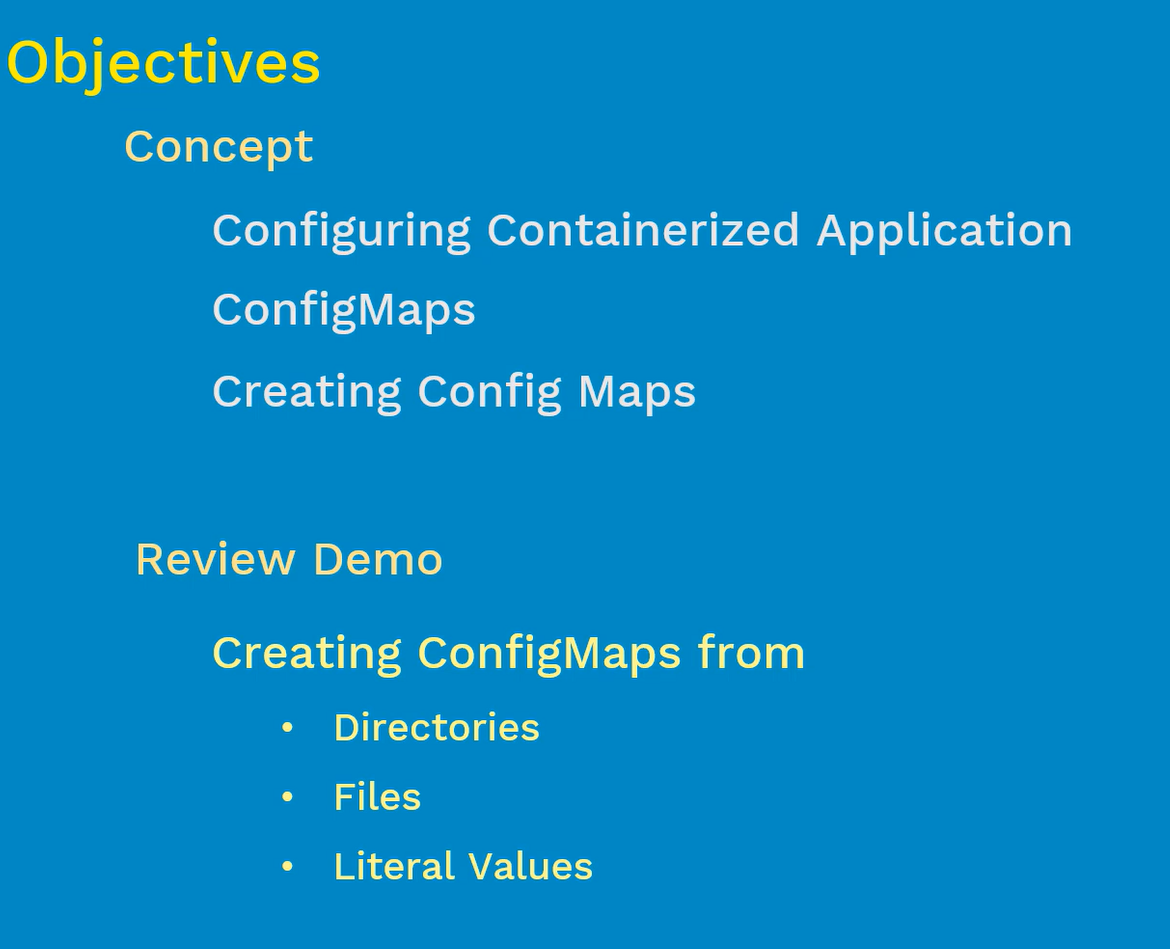 Objectives
Concept
Configuring Containerized Application
ConfigMaps
Creating Config Maps
Review Demo
Creating ConfigMaps from
• Directories
• Files
• Literal Values